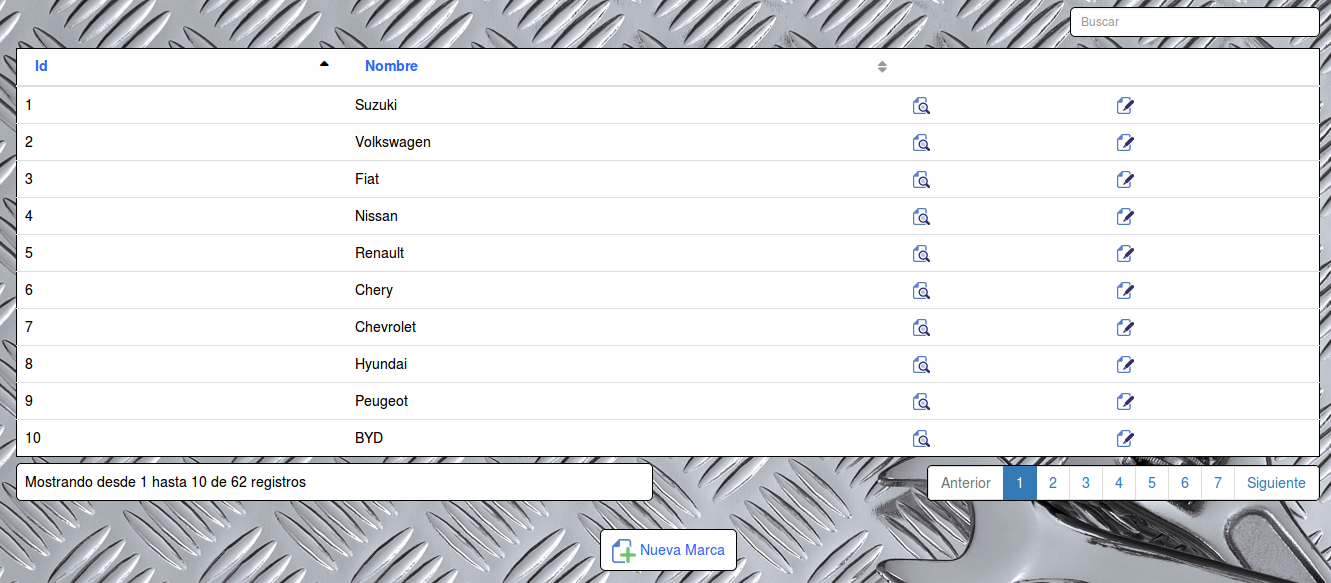 Buscar
Id Nombre
1 Suzuki
2 Volkswagen
3 Fiat
4 Nissan
5 Renault
6 Chery
7 Chevrolet
8 Hyundai
9 Peugeot
10 BYD
Mostrando desde 1 hasta 10 de 62 registros
Anterior 1 2 3 4 5 6 7 Siguiente
Nueva Marca